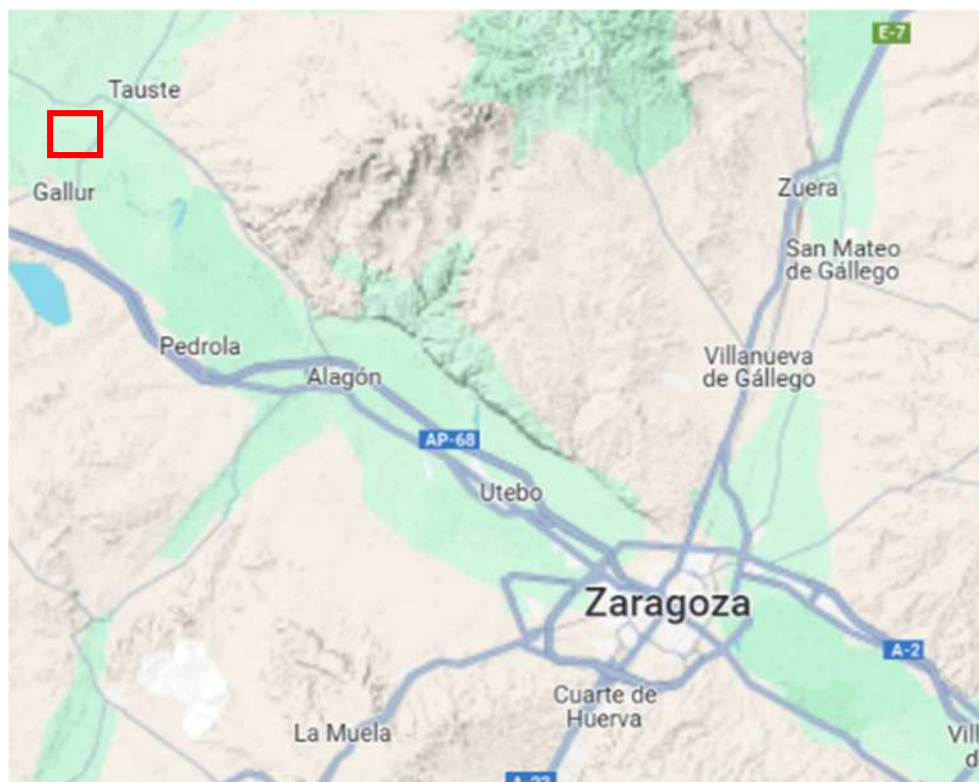 E-7
Tauste
Zuera
Gallur
San Mateo
de Gállego
Pedrola
Villanueva
de Gállego
Alagón
AP-68
Utebo
Zaragoza
A-2
Cuarte de
Huerva
La Muela